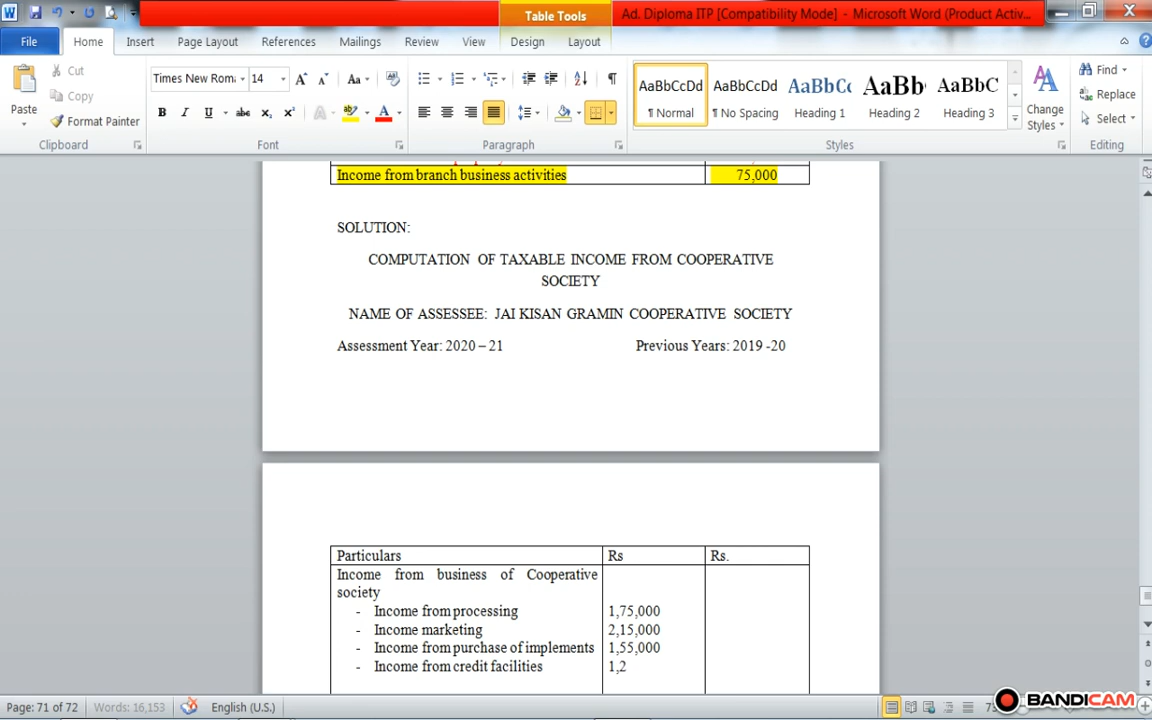 Table Tools
Ad. Diploma ITP [Compatibility Mode] - Microsoft Word (Product Activ...
File Home Insert Page Layout References Mailings Review View Design Layout
Paste
Cut
Copy
Format Painter
Times New Rom 14
AaBbCcDd AaBbCcDd AaBbCc AaBb AaBbC
¶ Normal ¶ No Spacing Heading 1 Heading 2 Heading 3
Change
Styles
Find
Replace
Select
Clipboard Font Paragraph Styles Editing
Income from branch business activities 75,000
SOLUTION:
COMPUTATION OF TAXABLE INCOME FROM COOPERATIVE
SOCIETY
NAME OF ASSESSEE: JAI KISAN GRAMIN COOPERATIVE SOCIETY
Assessment Year: 2020 – 21 Previous Years: 2019 -20
Particulars Rs Rs.
Income from business of Cooperative
society
- Income from processing 1,75,000
- Income marketing 2,15,000
- Income from purchase of implements 1,55,000
- Income from credit facilities 1,2
Page: 71 of 72 Words: 16,153 English (U.S.)
BANDICAM